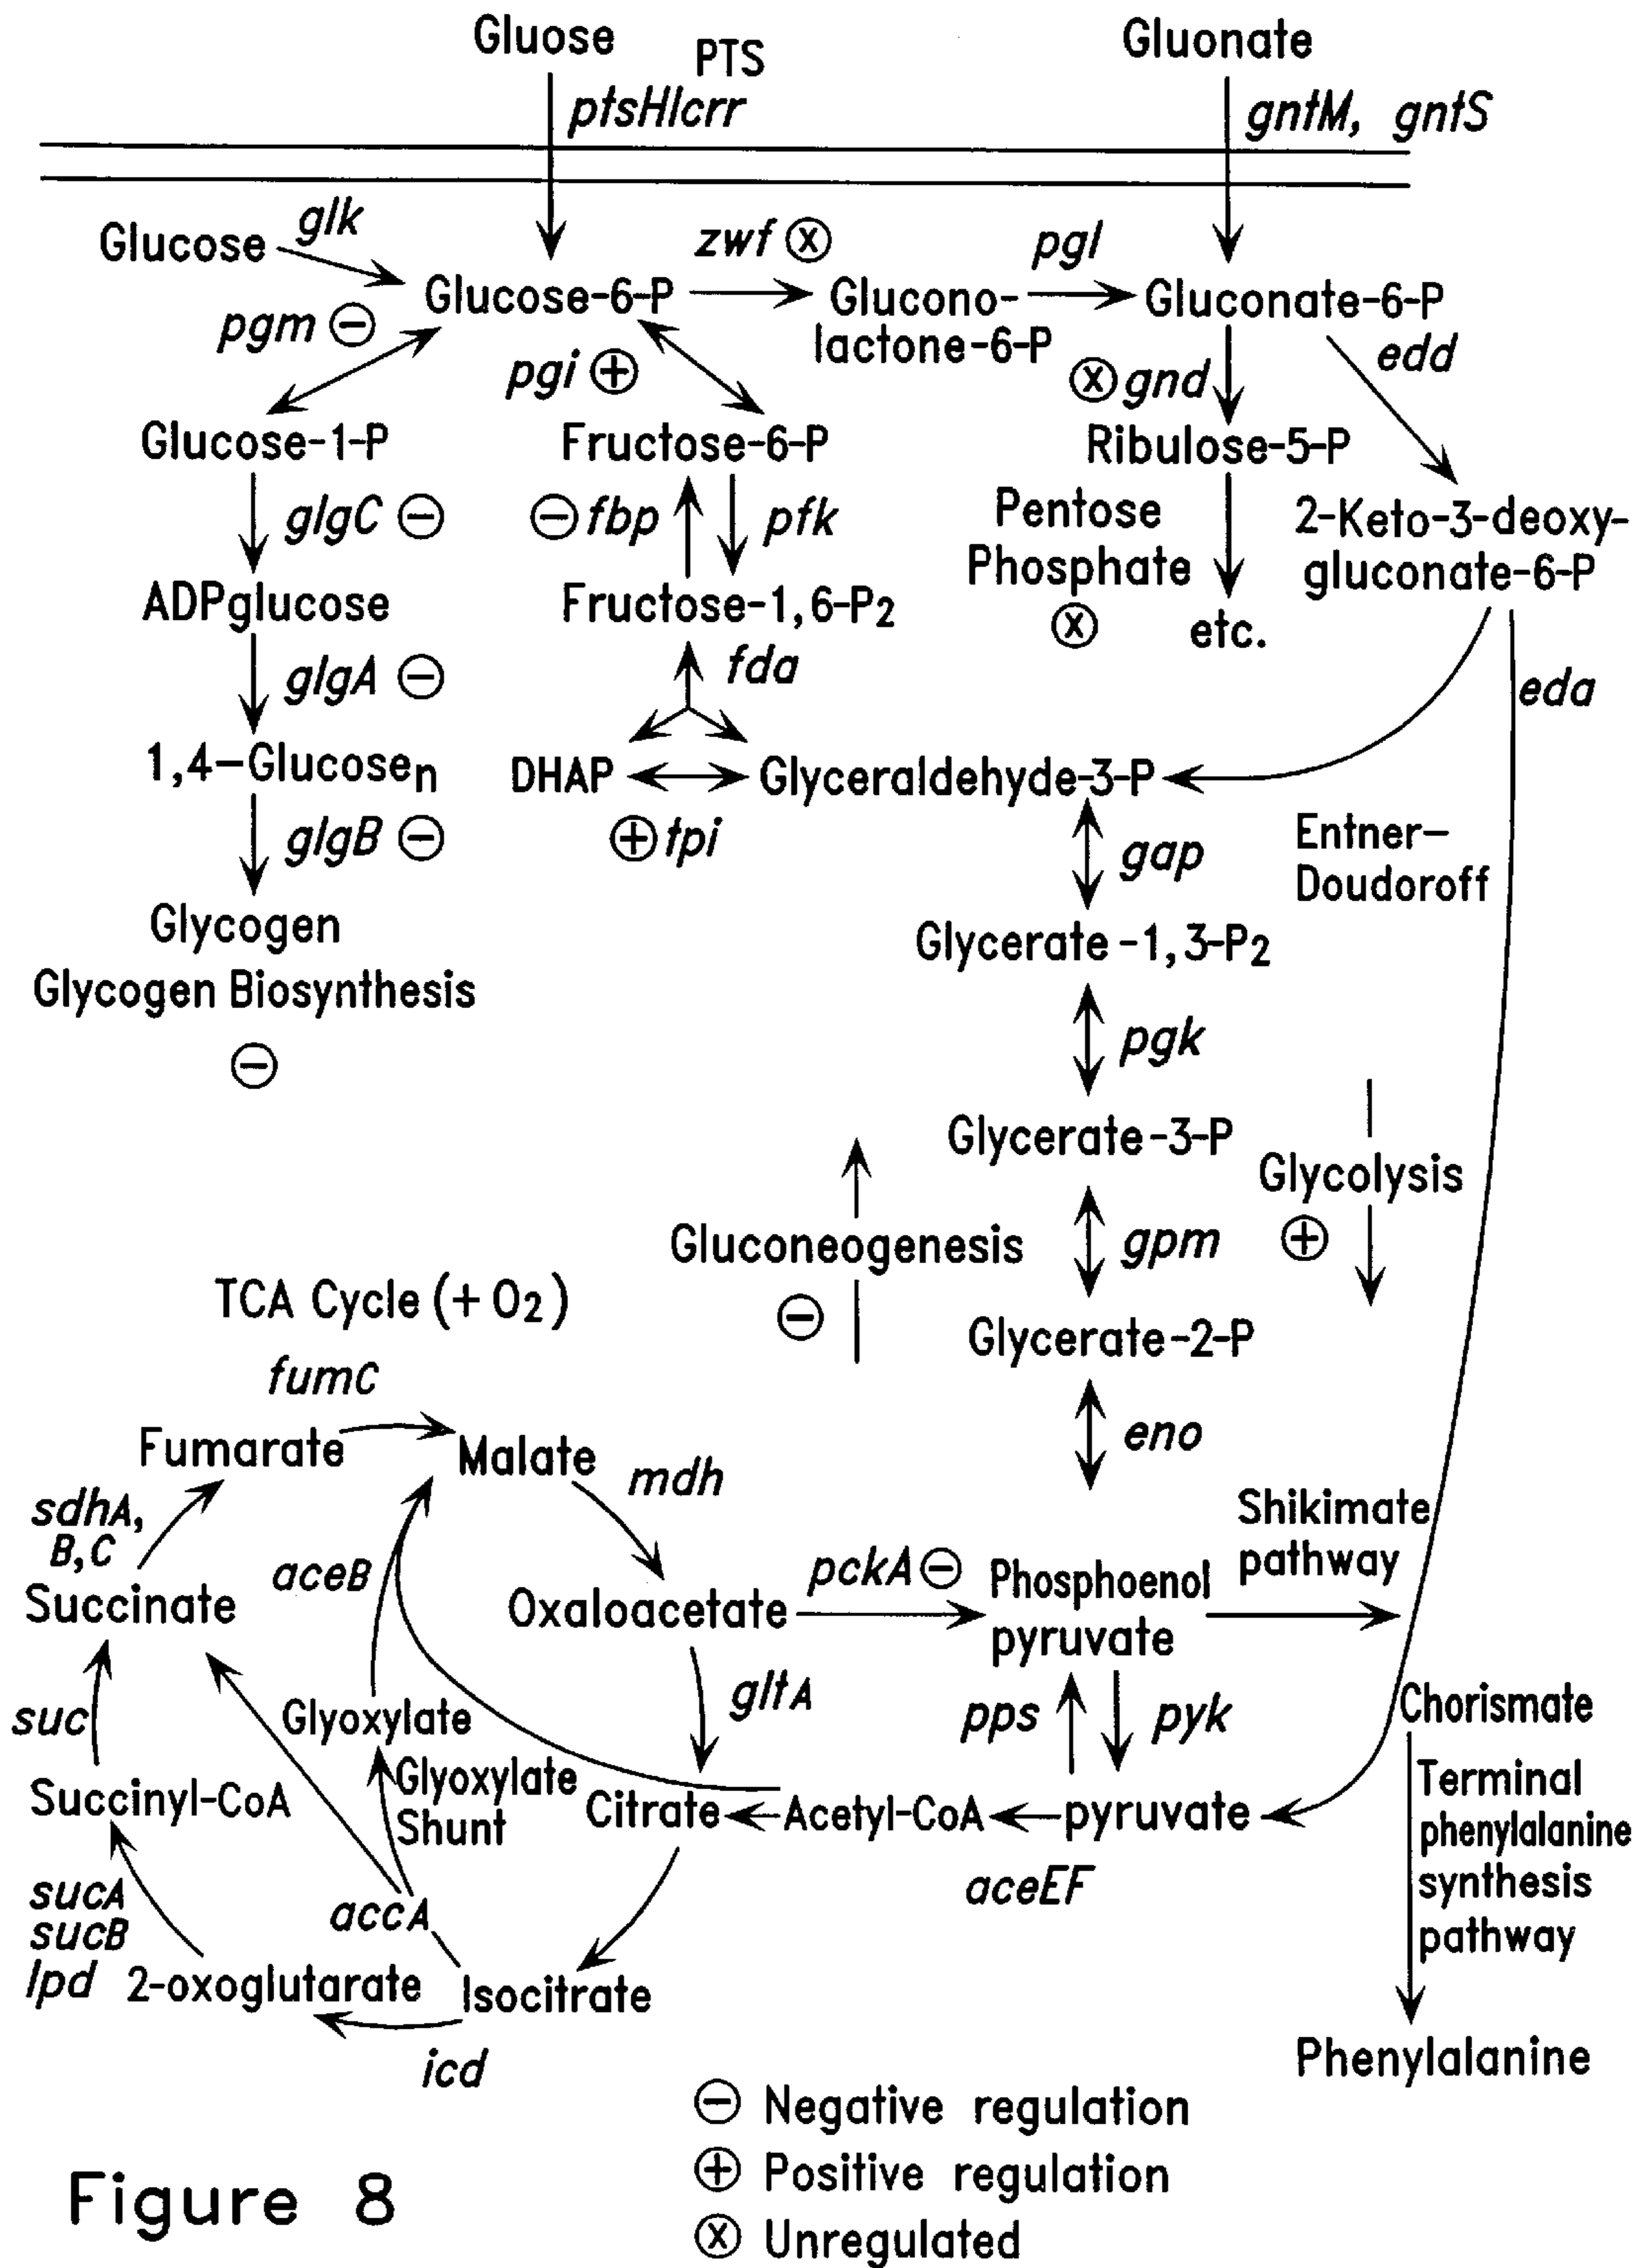 Gluose
PTS
Gluonate
ptsHIcrr
gntM, gntS
Glucose
glk
zwf ⓧ
pgl
Glucose-6-P
Glucono-
lactone-6-P
Gluconate-6-P
pgm ⊖
pgi ⊕
ⓧ gnd
edd
Glucose-1-P
Fructose-6-P
Ribulose-5-P
glgC ⊖
⊖ fbp
pfk
Pentose
Phosphate
ⓧ
2-Keto-3-deoxy-
gluconate-6-P
ADPglucose
Fructose-1,6-P2
etc.
glgA ⊖
fda
eda
1,4-Glucosen
DHAP
Glyceraldehyde-3-P
glgB ⊖
⊕ tpi
gap
Entner-
Doudoroff
Glycogen
Glycogen Biosynthesis
⊖
Glycerate -1,3-P2
pgk
Glycerate-3-P
Glycolysis
⊕
Gluconeogenesis
⊖
gpm
TCA Cycle (+ O2)
Glycerate-2-P
fumC
eno
Fumarate
Malate
mdh
sdhA,
B,C
Shikimate
pathway
aceB
pckA ⊖
Phosphoenol
pyruvate
Succinate
Oxaloacetate
gltA
pps
pyk
suc
Glyoxylate
Chorismate
Glyoxylate
Shunt
Terminal
phenylalanine
synthesis
pathway
Succinyl-CoA
Citrate
Acetyl-CoA
pyruvate
aceEF
sucA
sucB
lpd
accA
2-oxoglutarate
Isocitrate
icd
Phenylalanine
⊖ Negative regulation
⊕ Positive regulation
ⓧ Unregulated
Figure 8